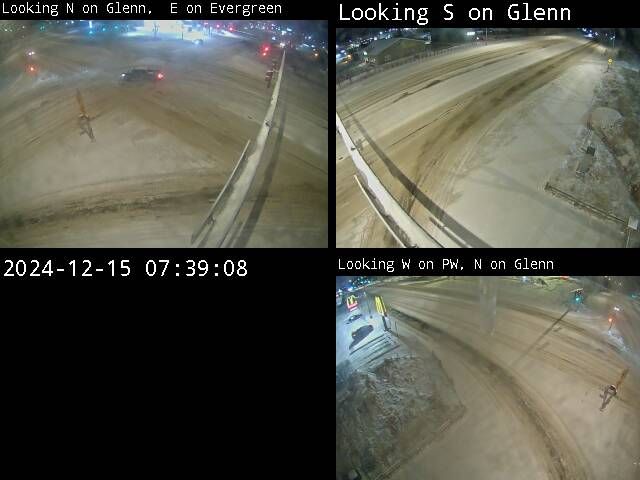 Looking N on Glenn,  E on Evergreen
Looking S on Glenn
2024-12-15 07:39:08
Looking W on PW, N on Glenn